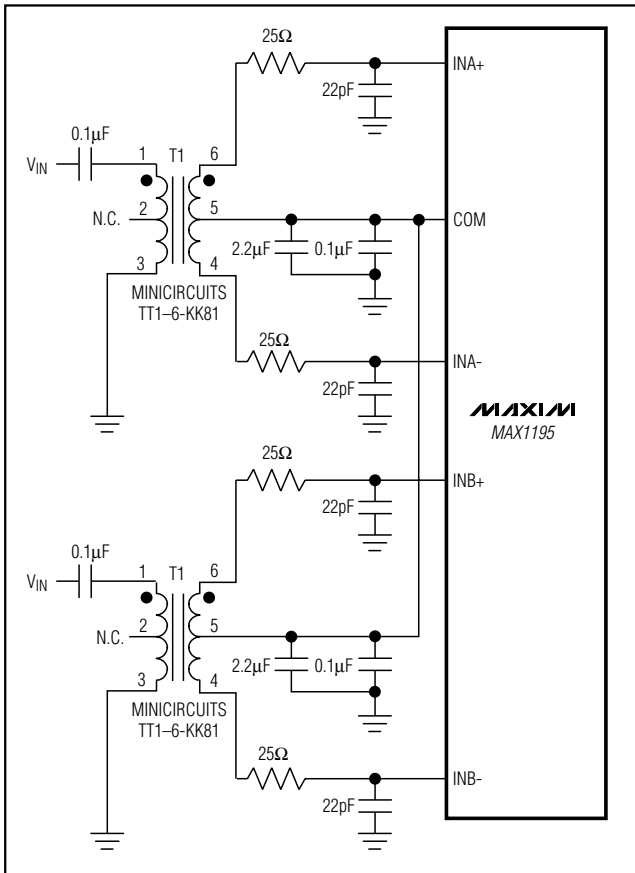 25Ω
INA+
22pF
0.1μF
VIN
1
T1
6
N.C.
2
5
COM
2.2μF
0.1μF
3
4
MINICIRCUITS
TT1–6-KK81
25Ω
INA-
22pF
MAXIM
MAX1195
25Ω
INB+
22pF
0.1μF
VIN
1
T1
6
N.C.
2
5
2.2μF
0.1μF
3
4
MINICIRCUITS
TT1–6-KK81
25Ω
INB-
22pF